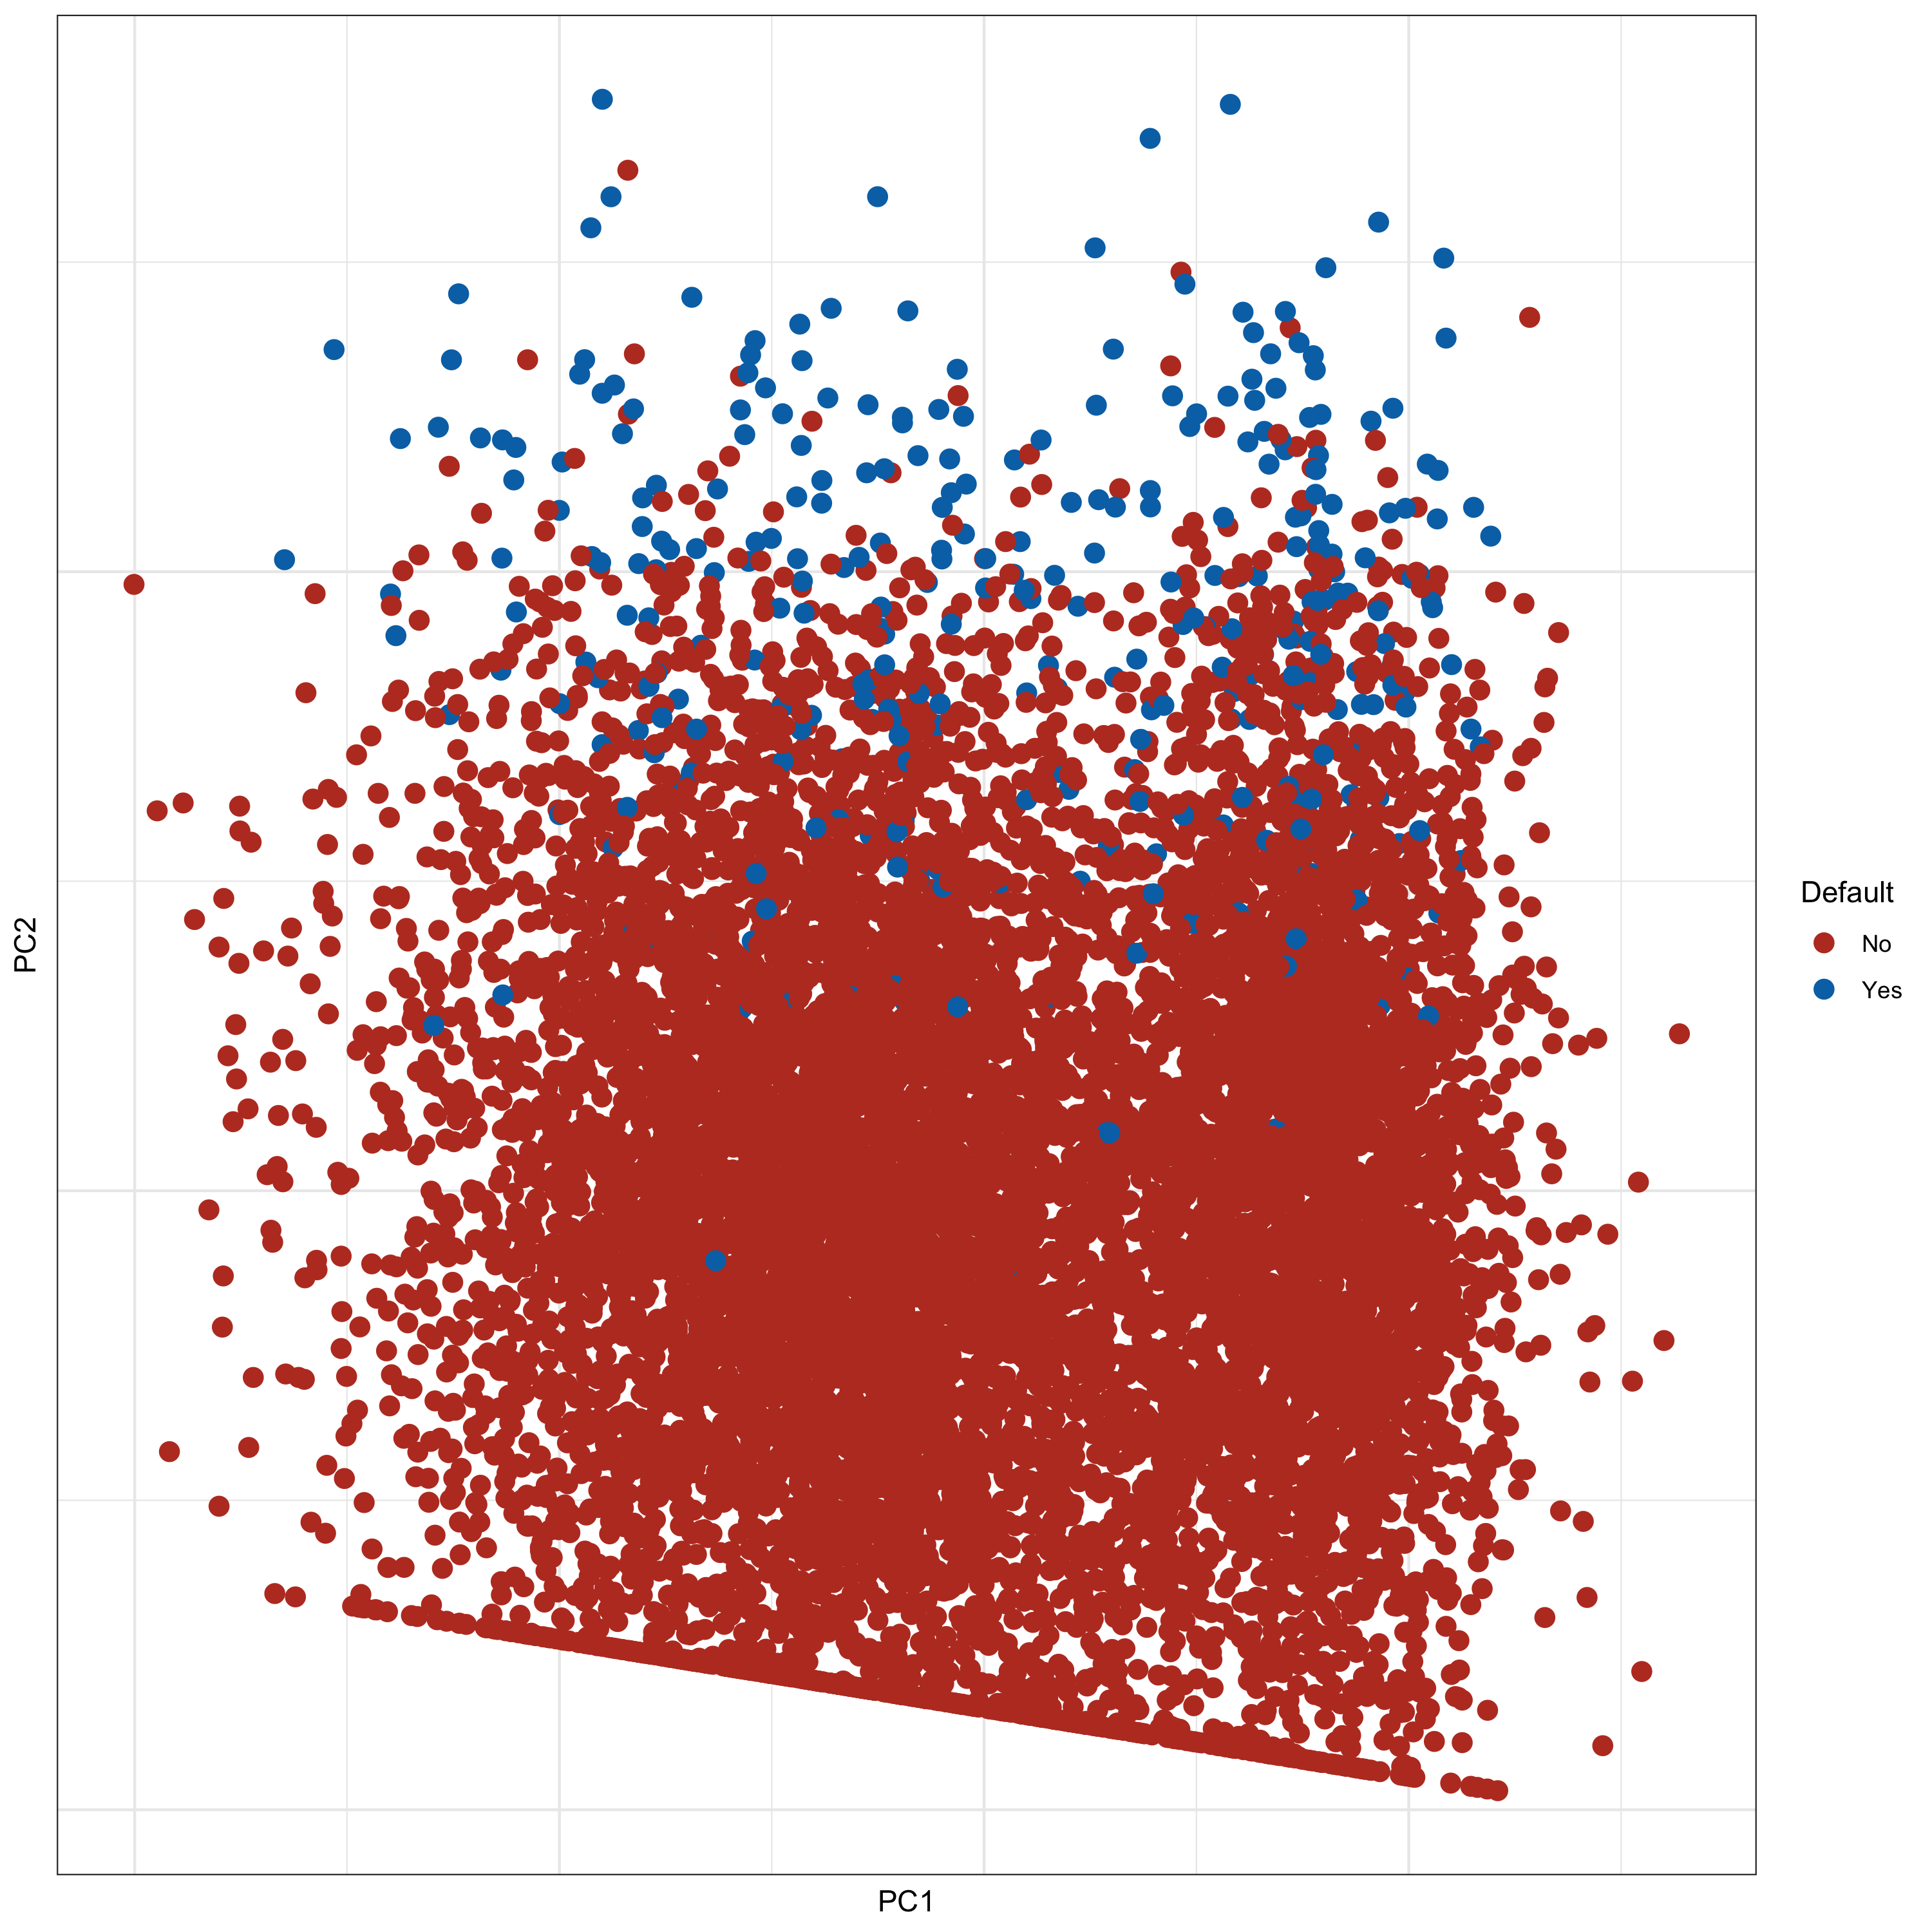 PC2
PC1
Default
No
Yes